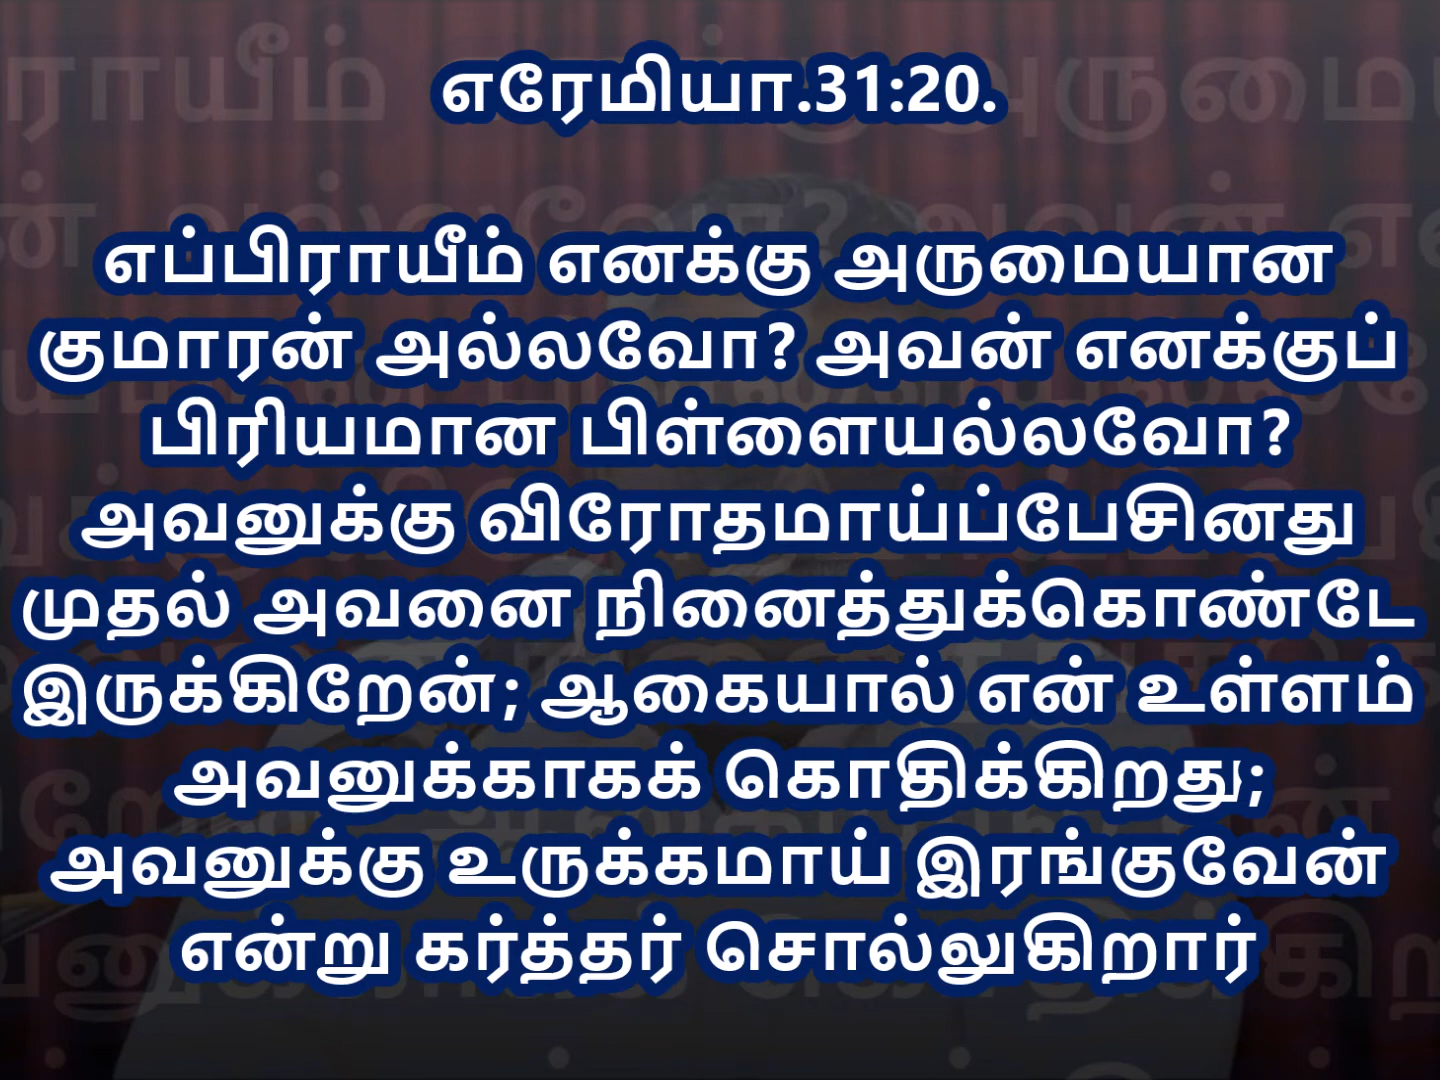 எரேமியா.31:20.
எப்பிராயீம் எனக்கு அருமையான
குமாரன் அல்லவோ? அவன் எனக்குப்
பிரியமான பிள்ளையல்லவோ?
அவனுக்கு விரோதமாய்ப்பேசினது
முதல் அவனை நினைத்துக்கொண்டே
இருக்கிறேன்; ஆகையால் என் உள்ளம்
அவனுக்காகக் கொதிக்கிறது;
அவனுக்கு உருக்கமாய் இரங்குவேன்
என்று கர்த்தர் சொல்லுகிறார்